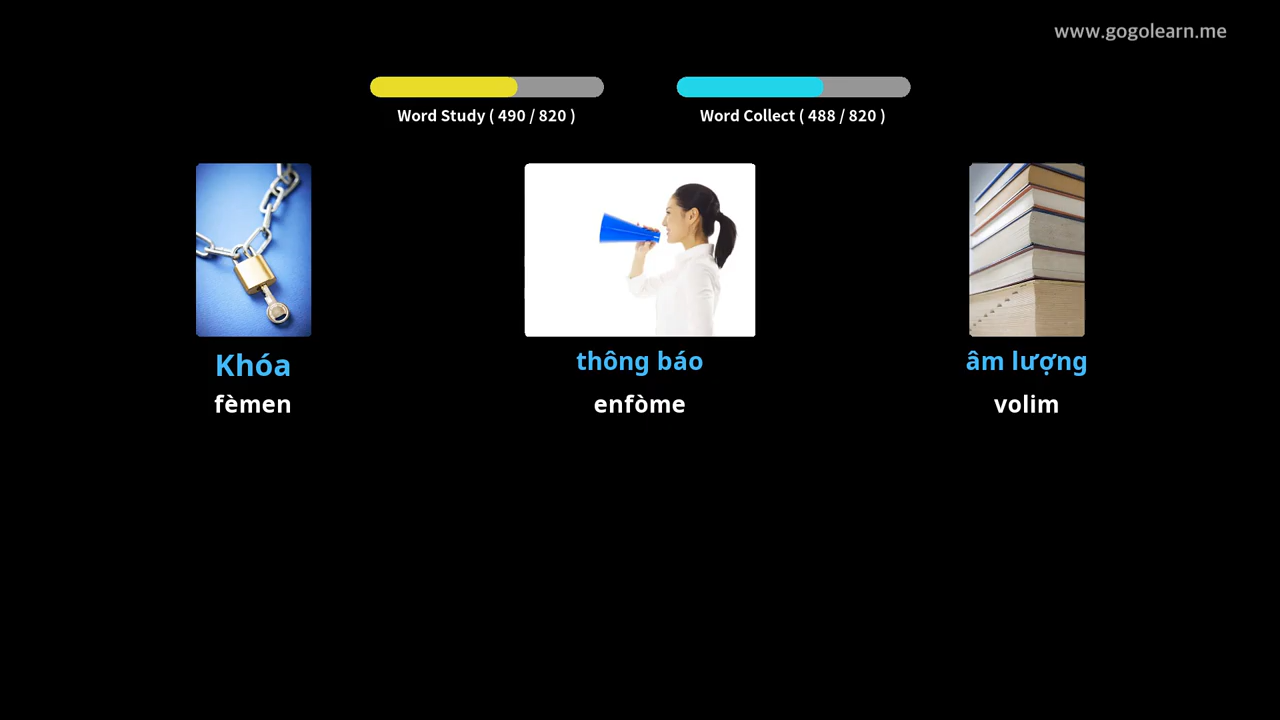 www.gogolearn.me
Word Study ( 490 / 820 )
Word Collect ( 488 / 820 )
Khóa
fèmen
thông báo
enfòme
âm lượng
volim